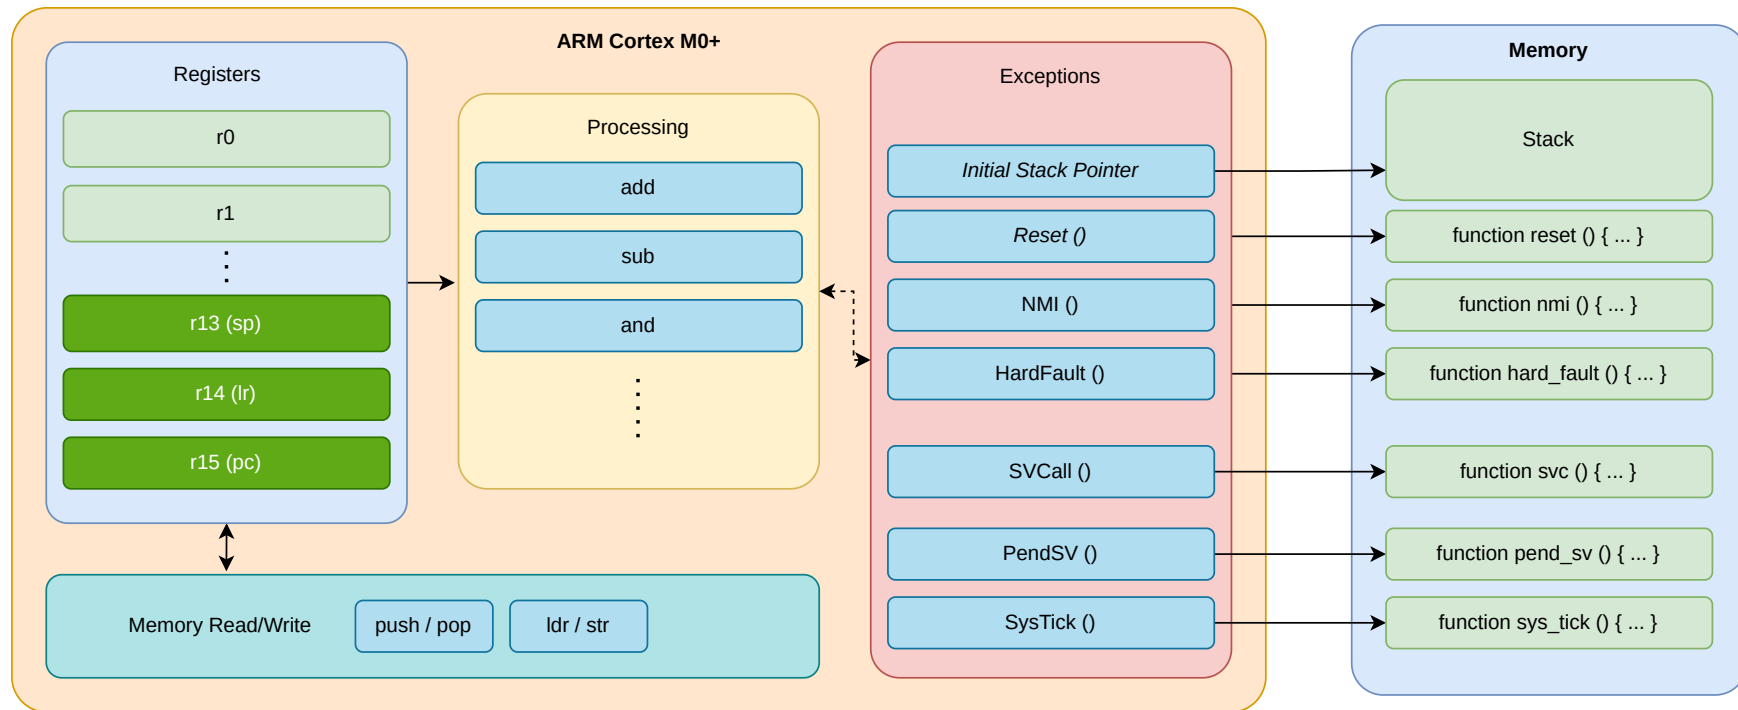 ARM Cortex M0+
Registers
r0
r1
r13 (sp)
r14 (lr)
r15 (pc)
Processing
add
sub
and
Memory Read/Write
push / pop
ldr / str
Exceptions
Initial Stack Pointer
Reset ()
NMI ()
HardFault ()
SVCall ()
PendSV ()
SysTick ()
Memory
Stack
function reset () { ... }
function nmi () { ... }
function hard_fault () { ... }
function svc () { ... }
function pend_sv () { ... }
function sys_tick () { ... }